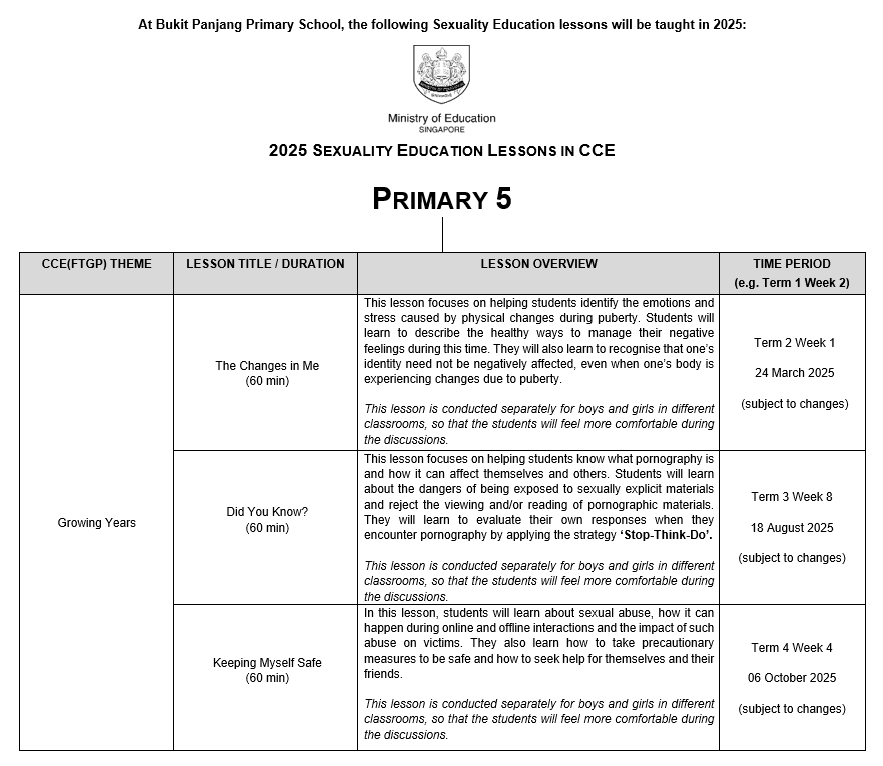 At Bukit Panjang Primary School, the following Sexuality Education lessons will be taught in 2025:
Ministry of Education
SINGAPORE
2025 SEXUALITY EDUCATION LESSONS IN CCE
PRIMARY 5
CCE(FTGP) THEME
LESSON TITLE / DURATION
LESSON OVERVIEW
TIME PERIOD
(e.g. Term 1 Week 2)
Growing Years
The Changes in Me
(60 min)
This lesson focuses on helping students identify the emotions and
stress caused by physical changes during puberty. Students will
learn to describe the healthy ways to manage their negative
feelings during this time. They will also learn to recognise that one's
identity need not be negatively affected, even when one's body is
experiencing changes due to puberty.
This lesson is conducted separately for boys and girls in different
classrooms, so that the students will feel more comfortable during
the discussions.
Term 2 Week 1
24 March 2025
(subject to changes)
Did You Know?
(60 min)
This lesson focuses on helping students know what pornography is
and how it can affect themselves and others. Students will learn
about the dangers of being exposed to sexually explicit materials
and reject the viewing and/or reading of pornographic materials.
They will learn to evaluate their own responses when they
encounter pornography by applying the strategy ‘Stop-Think-Do’.
This lesson is conducted separately for boys and girls in different
classrooms, so that the students will feel more comfortable during
the discussions.
Term 3 Week 8
18 August 2025
(subject to changes)
Keeping Myself Safe
(60 min)
In this lesson, students will learn about sexual abuse, how it can
happen during online and offline interactions and the impact of such
abuse on victims. They also learn how to take precautionary
measures to be safe and how to seek help for themselves and their
friends.
This lesson is conducted separately for boys and girls in different
classrooms, so that the students will feel more comfortable during
the discussions.
Term 4 Week 4
06 October 2025
(subject to changes)